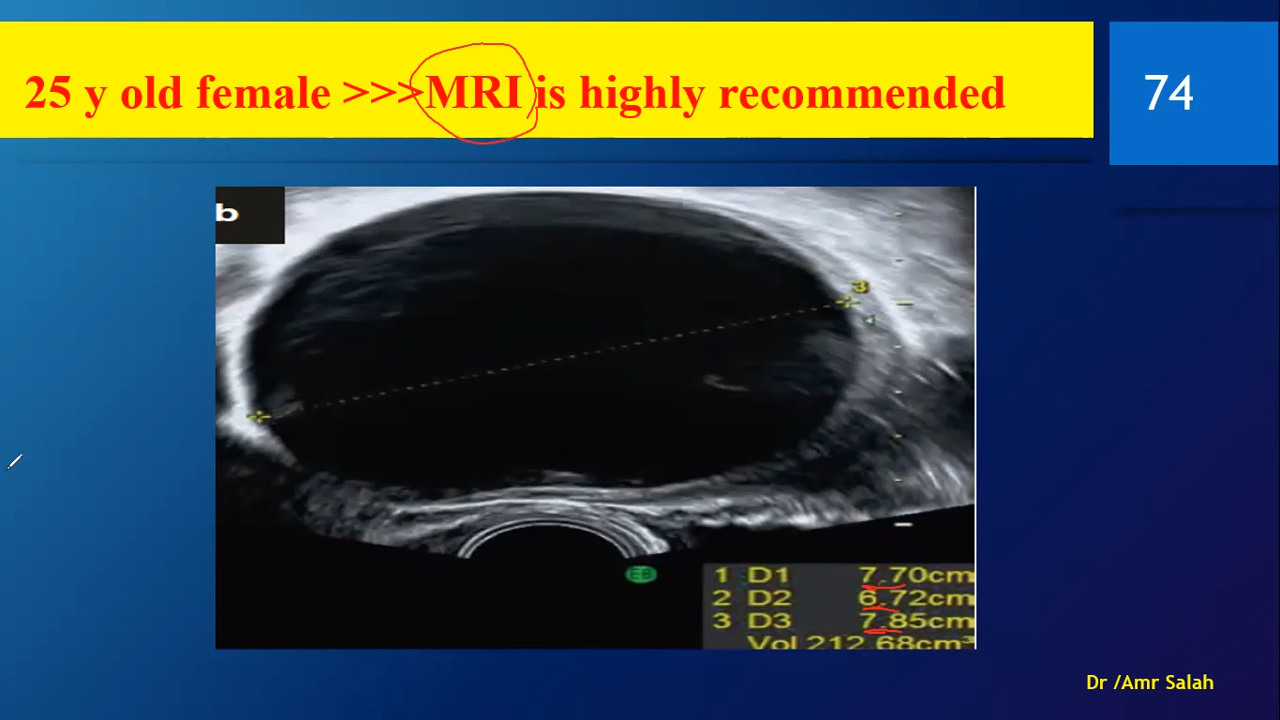 25 y old female >>>MRI is highly recommended
74
b
3
EB
1 D1 7.70cm
2 D2 6.72cm
3 D3 7.85cm
Vol 212.68cm³
Dr /Amr Salah